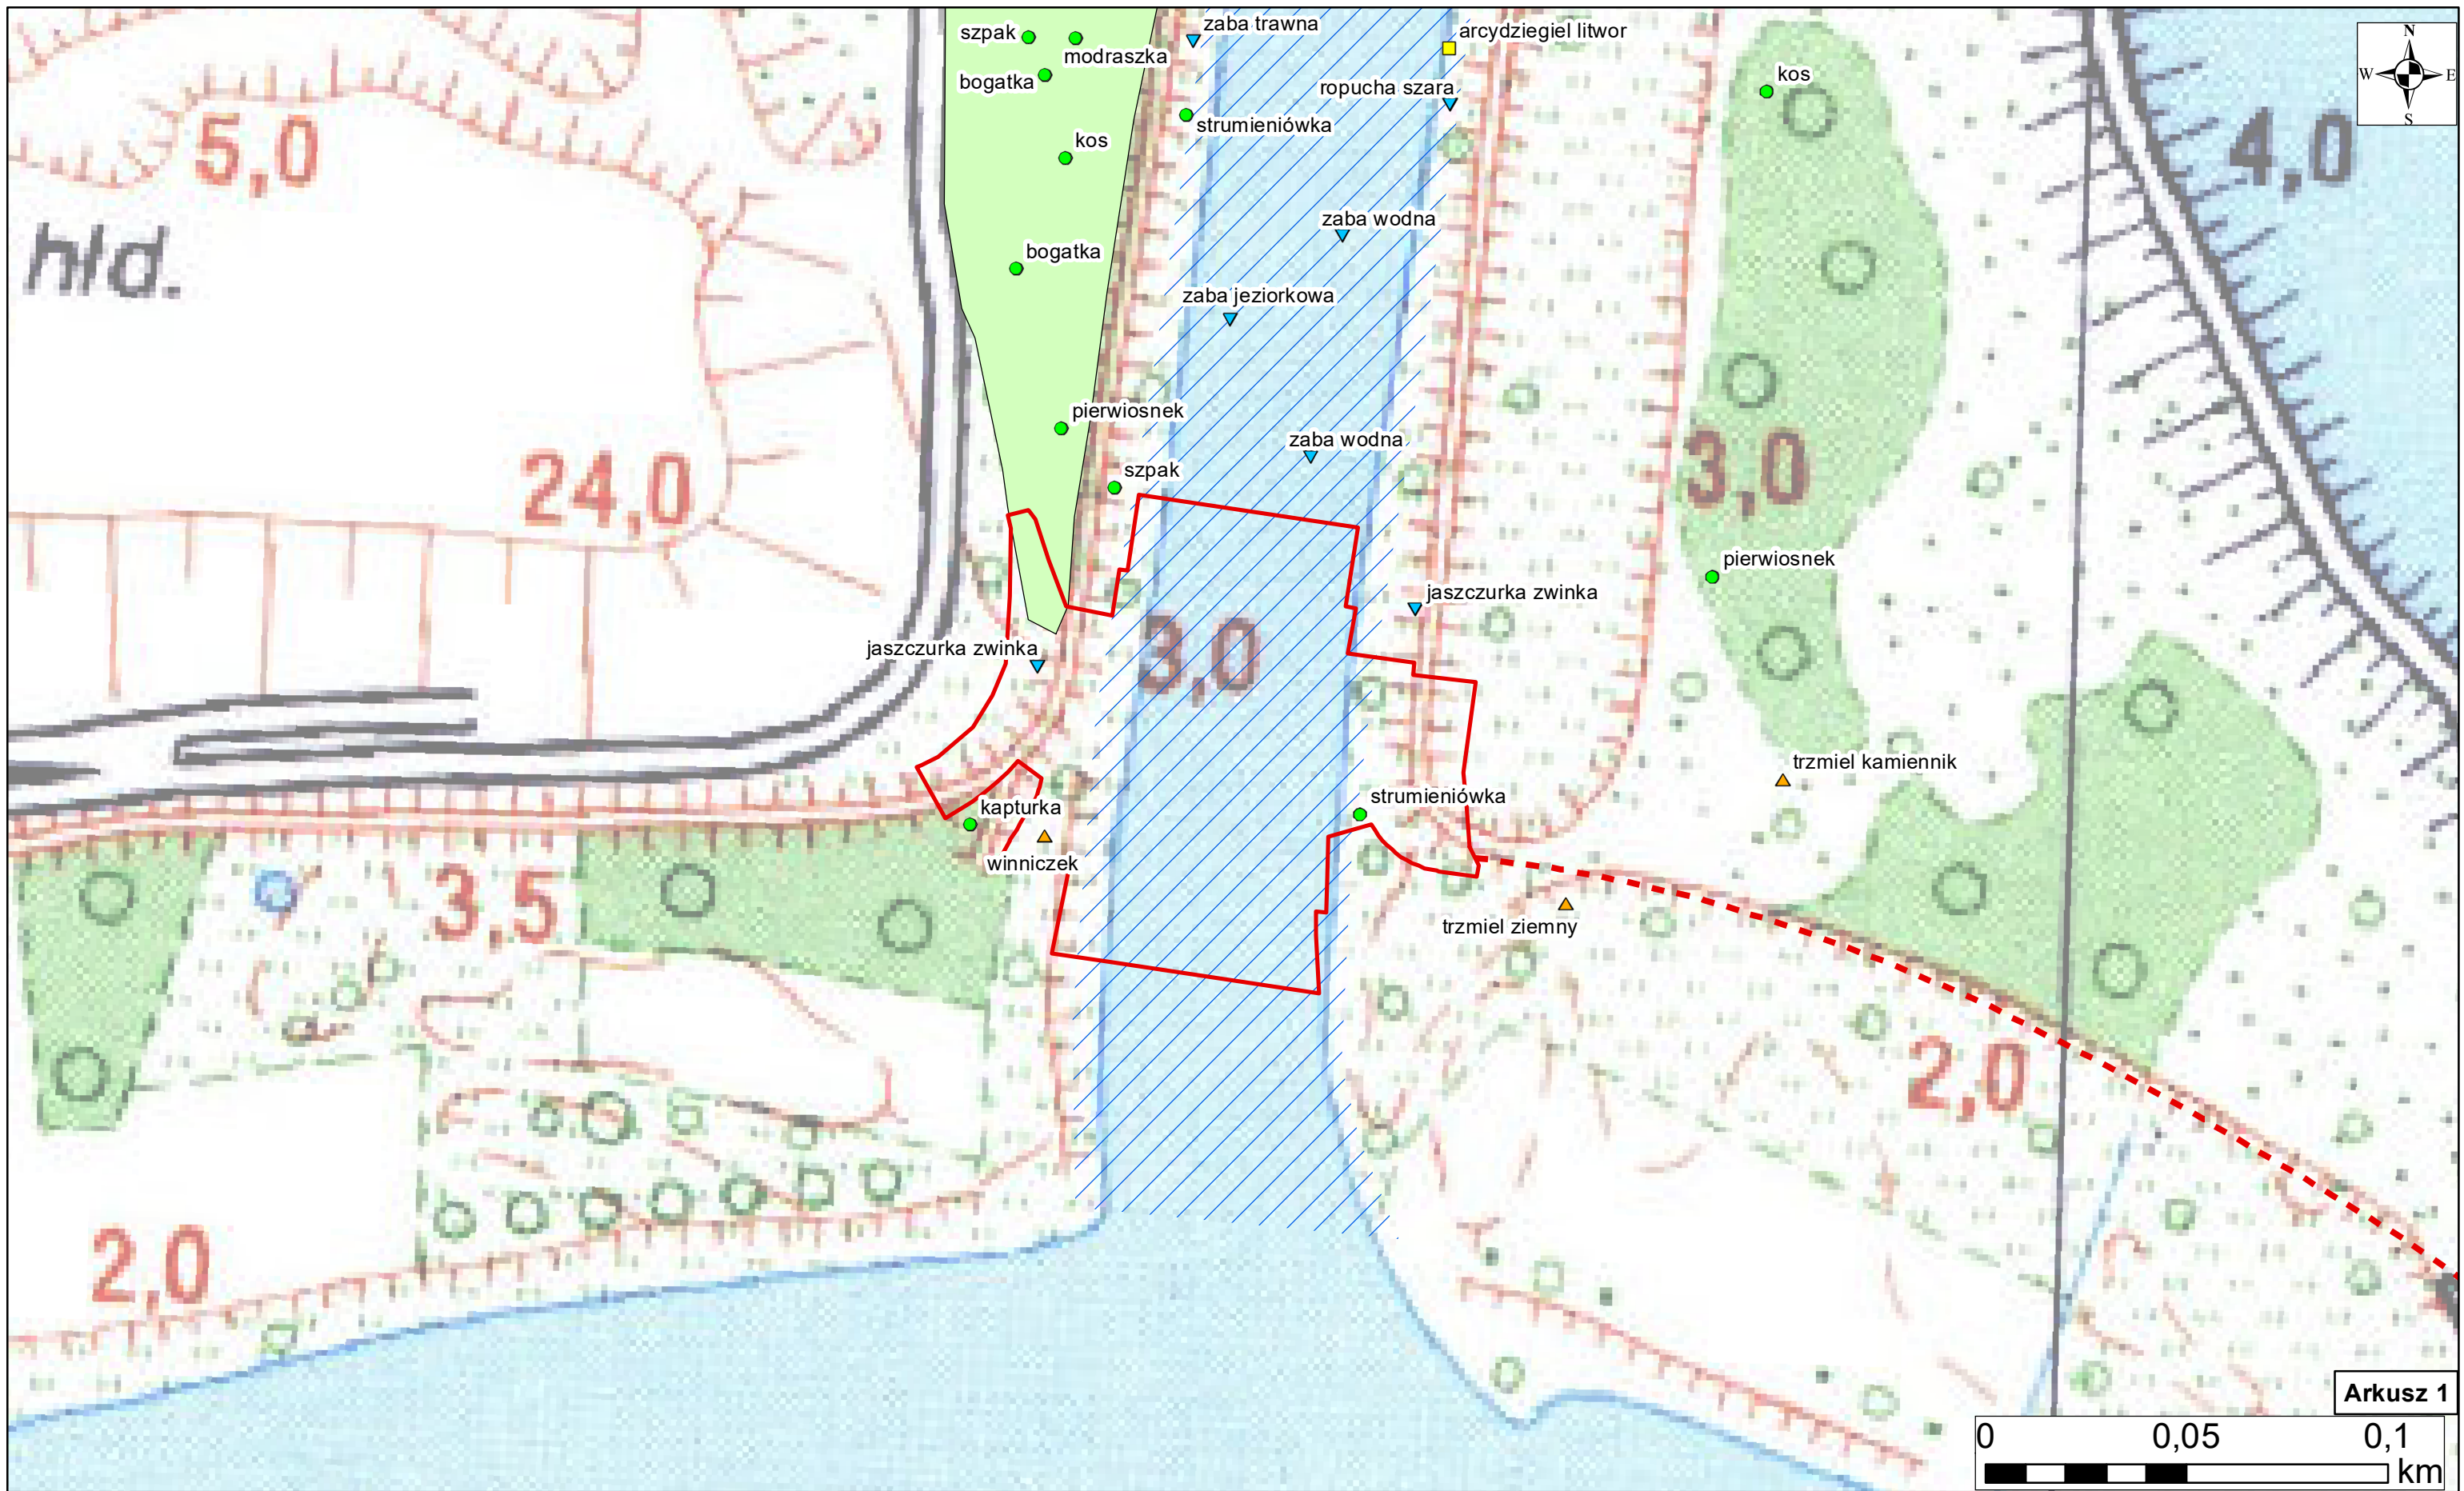 szpak
modraszka
bogatka
zaba trawna
arcydziegiel litwor
ropucha szara
strumieniówka
kos
kos
N
W
E
S
5,0
4,0
hld.
bogatka
zaba wodna
zaba jeziorkowa
pierwiosnek
zaba wodna
szpak
24,0
3,0
pierwiosnek
jaszczurka zwinka
jaszczurka zwinka
3,0
trzmiel kamiennik
strumieniówka
kapturka
winniczek
3,5
trzmiel ziemny
2,0
2,0
Arkusz 1
0 0,05 0,1
km